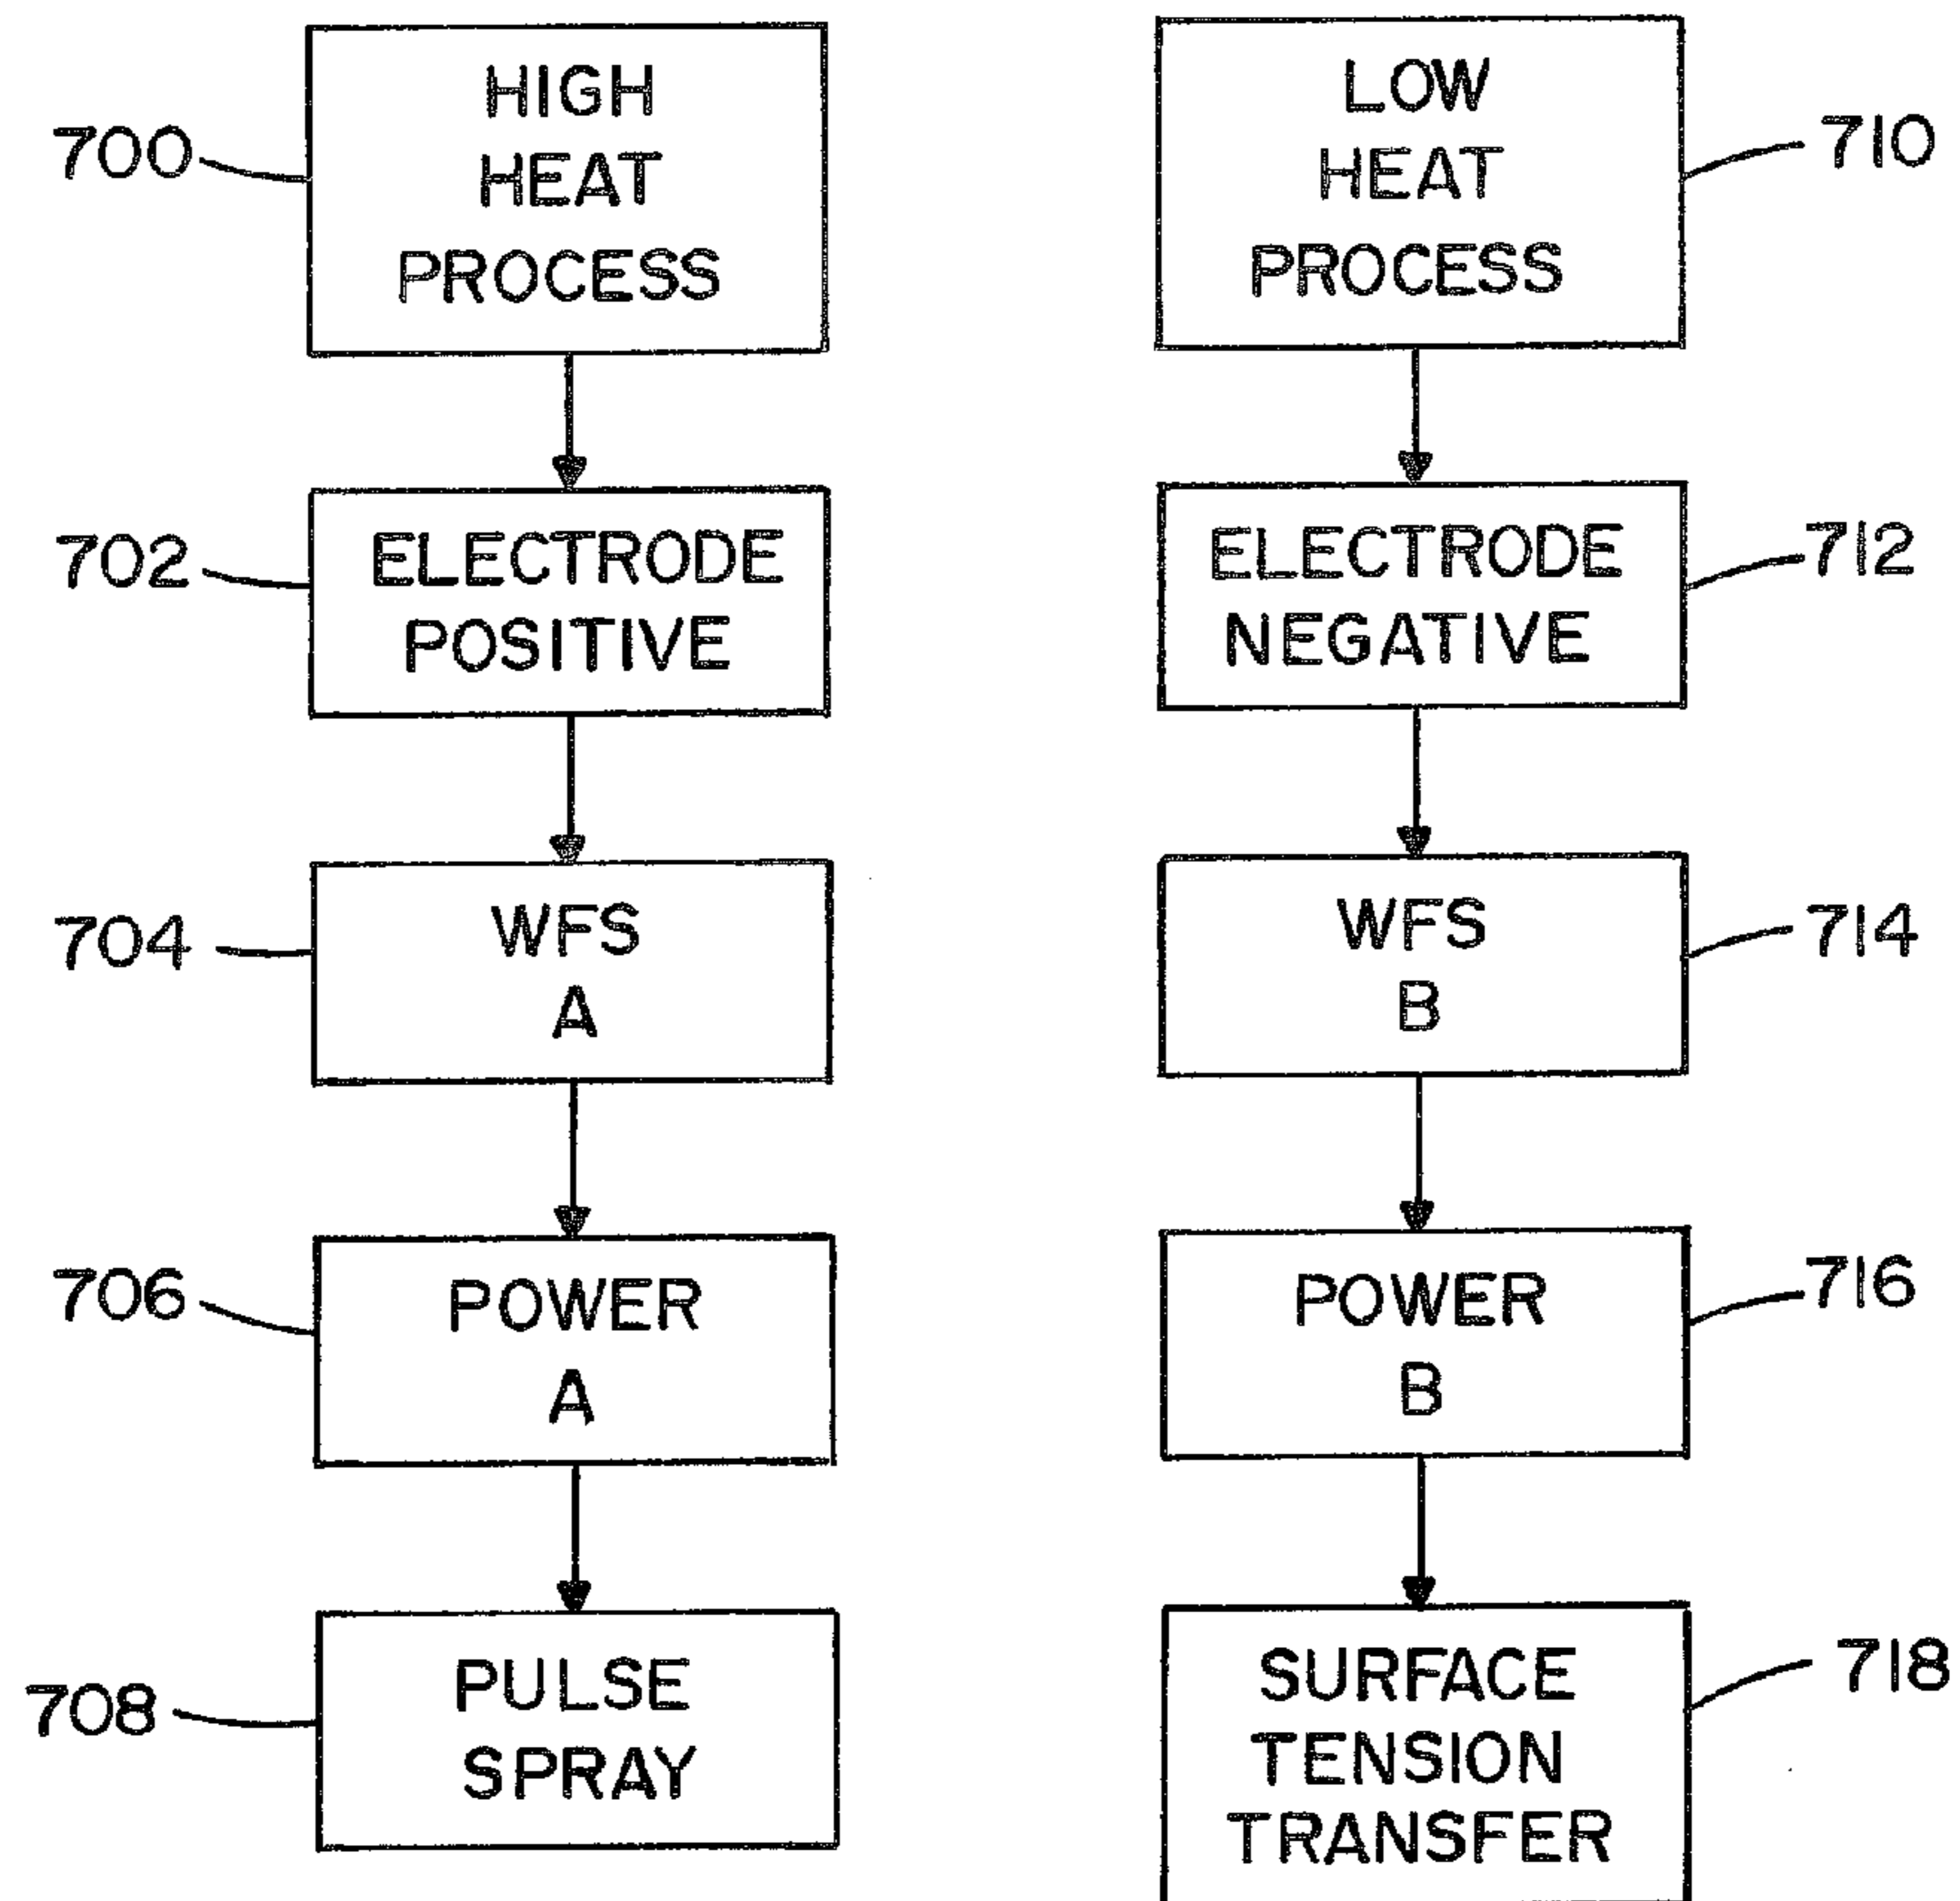 700
HIGH
HEAT
PROCESS
702
ELECTRODE
POSITIVE
704
WFS
A
706
POWER
A
708
PULSE
SPRAY
LOW
HEAT
PROCESS
710
ELECTRODE
NEGATIVE
712
WFS
B
714
POWER
B
716
SURFACE
TENSION
TRANSFER
718